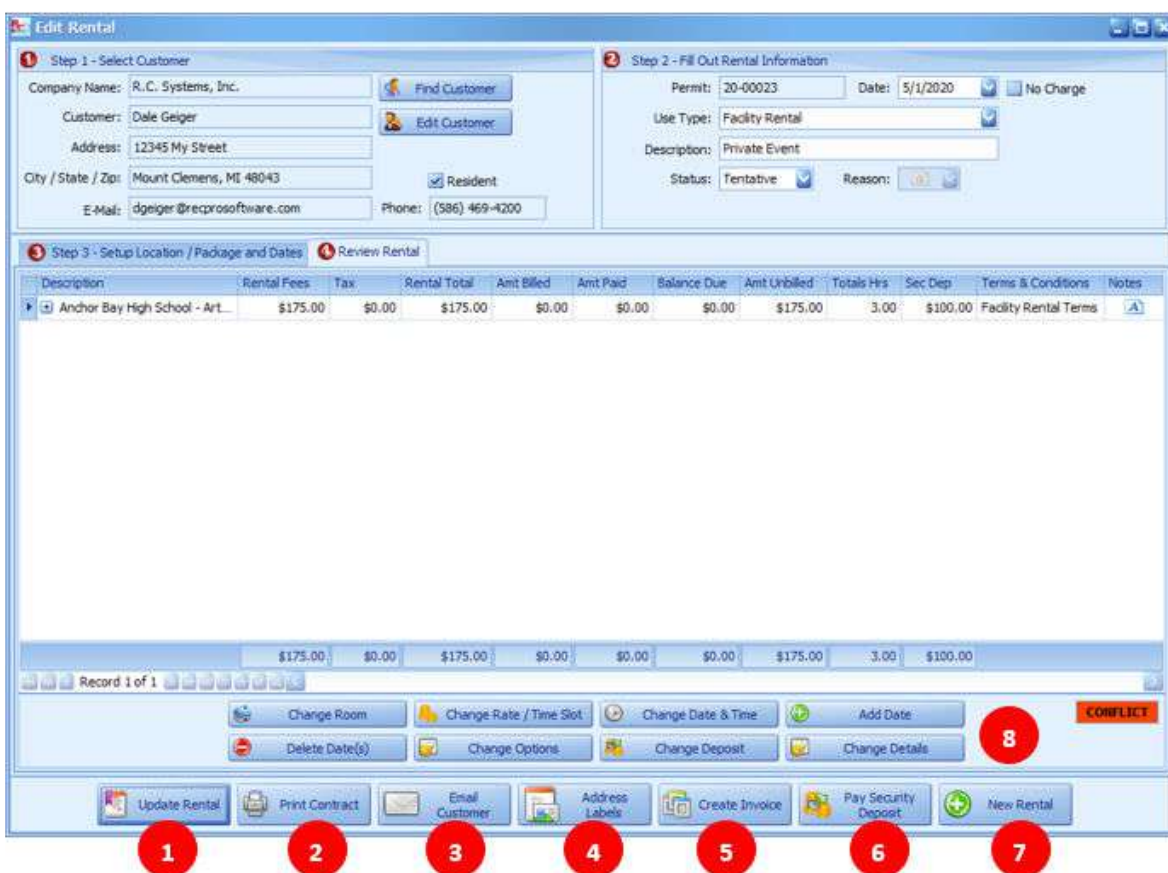 Edit Rental
1 Step 1 - Select Customer
Company Name: R.C. Systems, Inc.
Find Customer
Customer: Dale Geiger
Edit Customer
Address: 12345 My Street
City / State / Zip: Mount Clemens, MI 48043
Resident
E-Mail: dgeiger@recprosoftware.com
Phone: (586) 469-4200
2 Step 2 - Fill Out Rental Information
Permit: 20-00023 Date: 5/1/2020 No Charge
Use Type: Facility Rental
Description: Private Event
Status: Tentative Reason:
3 Step 3 - Setup Location / Package and Dates 4 Review Rental
Description Rental Fees Tax Rental Total Amt Billed Amt Paid Balance Due Amt Unbilled Totals Hrs Sec Dep Terms & Conditions Notes
Anchor Bay High School - Art... $175.00 $0.00 $175.00 $0.00 $0.00 $0.00 $175.00 3.00 $100.00 Facility Rental Terms A
$175.00 $0.00 $175.00 $0.00 $0.00 $0.00 $175.00 3.00 $100.00
Record 1 of 1
Change Room Change Rate / Time Slot Change Date & Time Add Date
CONFLICT
8
Delete Date(s) Change Options Change Deposit Change Details
Update Rental
Print Contract
Email
Customer
Address
Labels
Create Invoice
Pay Security
Deposit
New Rental
1 2 3 4 5 6 7